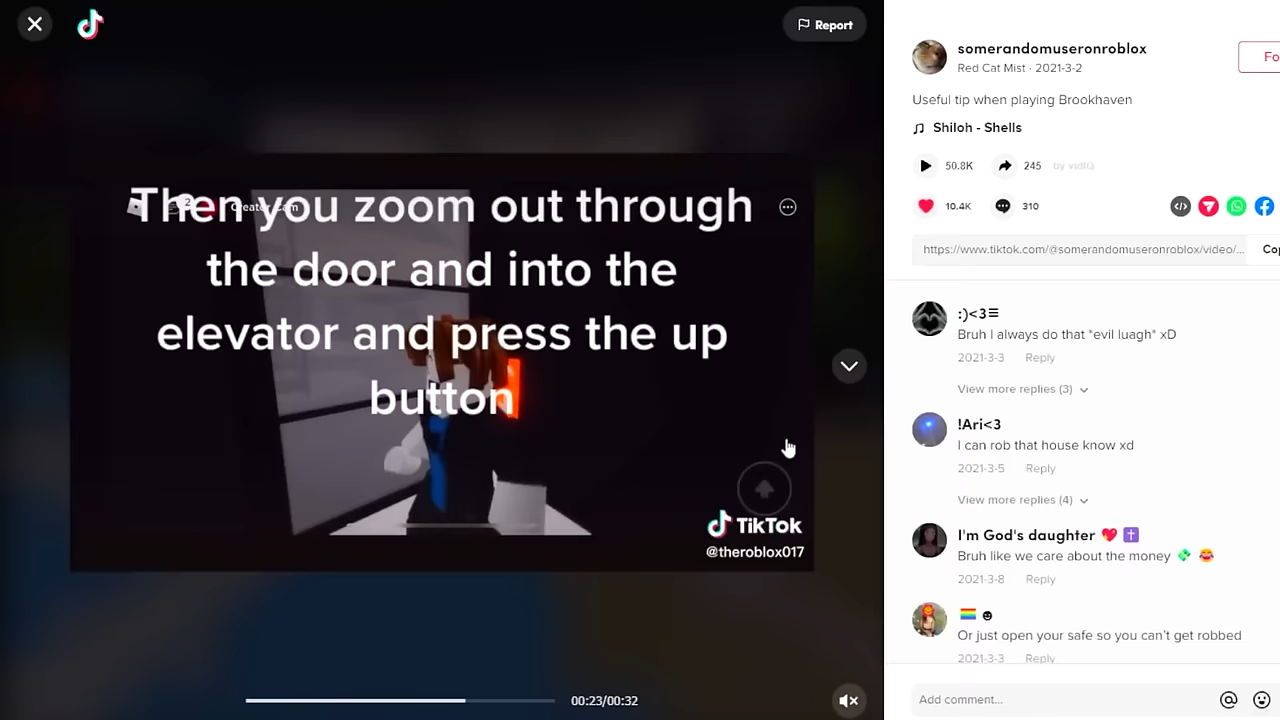 Report
Creator Cam
Then you zoom out through
the door and into the
elevator and press the up
button
TikTok
@theroblox017
00:23/00:32
somerandomuseronroblox
Red Cat Mist · 2021-3-2
Fo
Useful tip when playing Brookhaven
Shiloh - Shells
50.8K
245
10.4K
310
https://www.tiktok.com/@somerandomuseronroblox/video/...
Cop
:)<3☰
Bruh I always do that *evil luagh* xD
2021-3-3 Reply
View more replies (3)
!Ari<3
I can rob that house know xd
2021-3-5 Reply
View more replies (4)
I'm God's daughter 💖 ✝️
Bruh like we care about the money 💸 😂
2021-3-8 Reply
🏳️‍🌈 ☻
Or just open your safe so you can't get robbed
2021-3-3 Reply
Add comment...